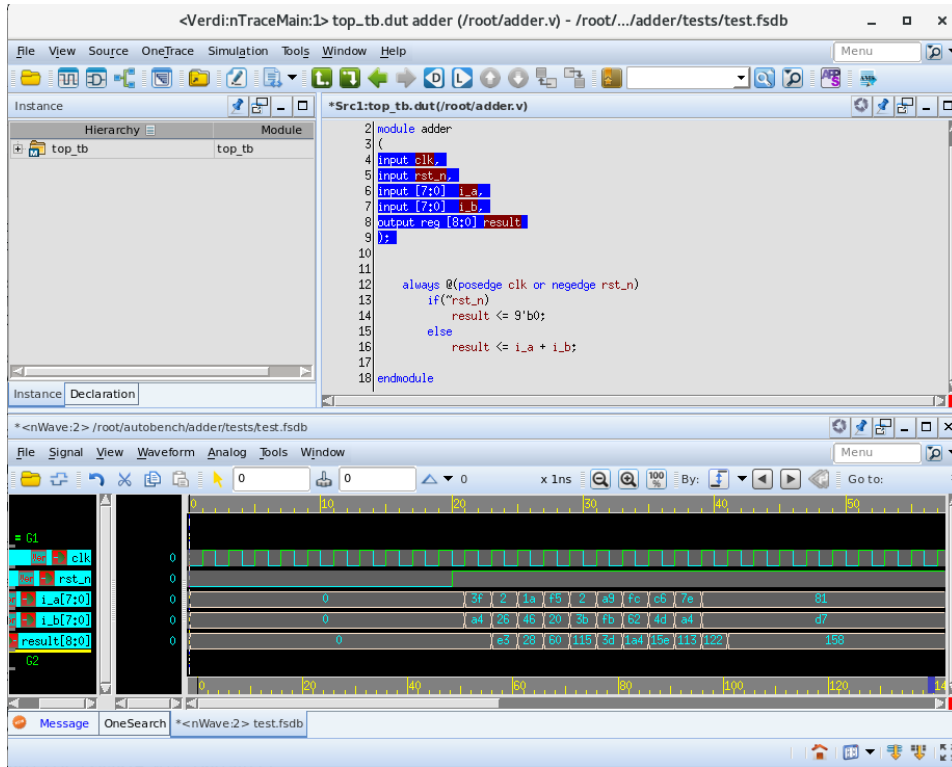 <Verdi:nTraceMain:1> top_tb.dut adder (/root/adder.v) - /root/.../adder/tests/test.fsdb
File View Source OneTrace Simulation Tools Window Help
Menu
Instance
*Src1:top_tb.dut(/root/adder.v)
Hierarchy Module
top_tb top_tb
2 module adder
3 (
4 input clk,
5 input rst_n,
6 input [7:0] i_a,
7 input [7:0] i_b,
8 output reg [8:0] result
9 );
10
11
12 always @(posedge clk or negedge rst_n)
13 if(~rst_n)
14 result <= 9'b0;
15 else
16 result <= i_a + i_b;
17
18 endmodule
Instance Declaration
*<nWave:2> /root/autobench/adder/tests/test.fsdb
File Signal View Waveform Analog Tools Window
Menu
0 0 0 x 1ns 100 % By: Go to:
0 10 20 30 40 50
= G1
clk 0
rst_n 0
i_a[7:0] 0 0 3f 2 1a f5 2 a9 fc c6 7e 81
i_b[7:0] 0 0 a4 26 46 20 3b fb 62 4d a4 d7
result[8:0] 0 0 e3 28 60 115 3d 1a4 15e 113 122 158
G2
0 20 40 60 80 100 120 14
Message OneSearch *<nWave:2> test.fsdb